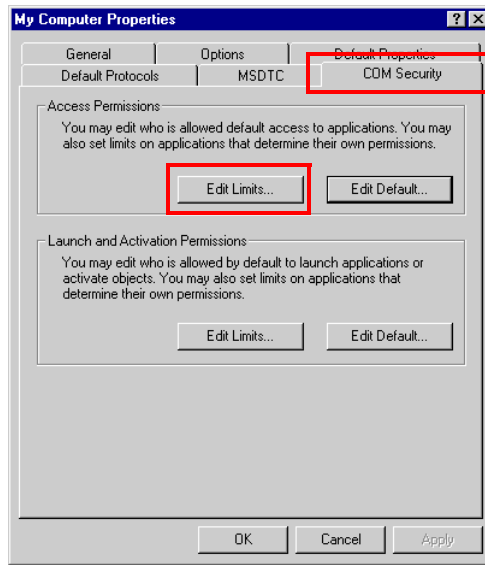 My Computer Properties
General Options Default Properties
Default Protocols MSDTC COM Security
Access Permissions
You may edit who is allowed default access to applications. You may
also set limits on applications that determine their own permissions.
Edit Limits... Edit Default...
Launch and Activation Permissions
You may edit who is allowed by default to launch applications or
activate objects. You may also set limits on applications that
determine their own permissions.
Edit Limits... Edit Default...
OK Cancel Apply